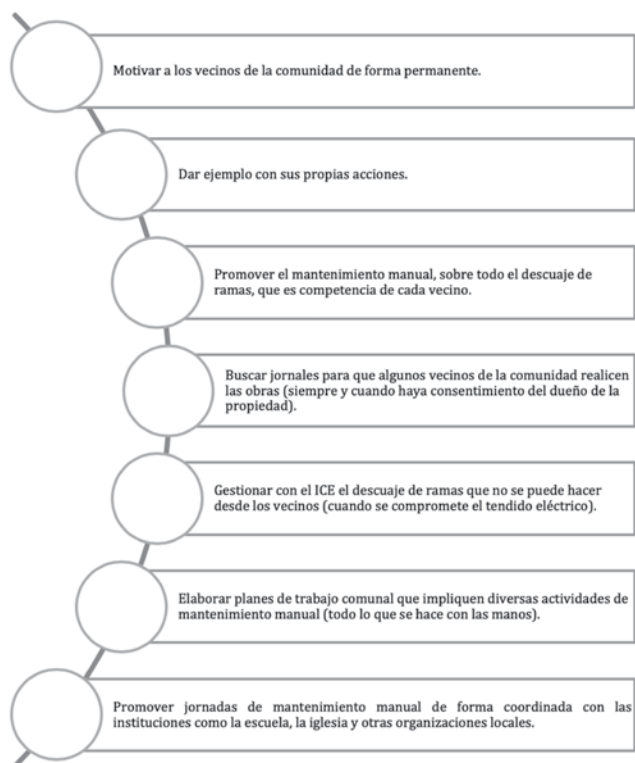 Motivar a los vecinos de la comunidad de forma permanente.
Dar ejemplo con sus propias acciones.
Promover el mantenimiento manual, sobre todo el descuaje de
ramas, que es competencia de cada vecino.
Buscar jornales para que algunos vecinos de la comunidad realicen
las obras (siempre y cuando haya consentimiento del dueño de la
propiedad).
Gestionar con el ICE el descuaje de ramas que no se puede hacer
desde los vecinos (cuando se compromete el tendido eléctrico).
Elaborar planes de trabajo comunal que impliquen diversas actividades de
mantenimiento manual (todo lo que se hace con las manos).
Promover jornadas de mantenimiento manual de forma coordinada con las
instituciones como la escuela, la iglesia y otras organizaciones locales.